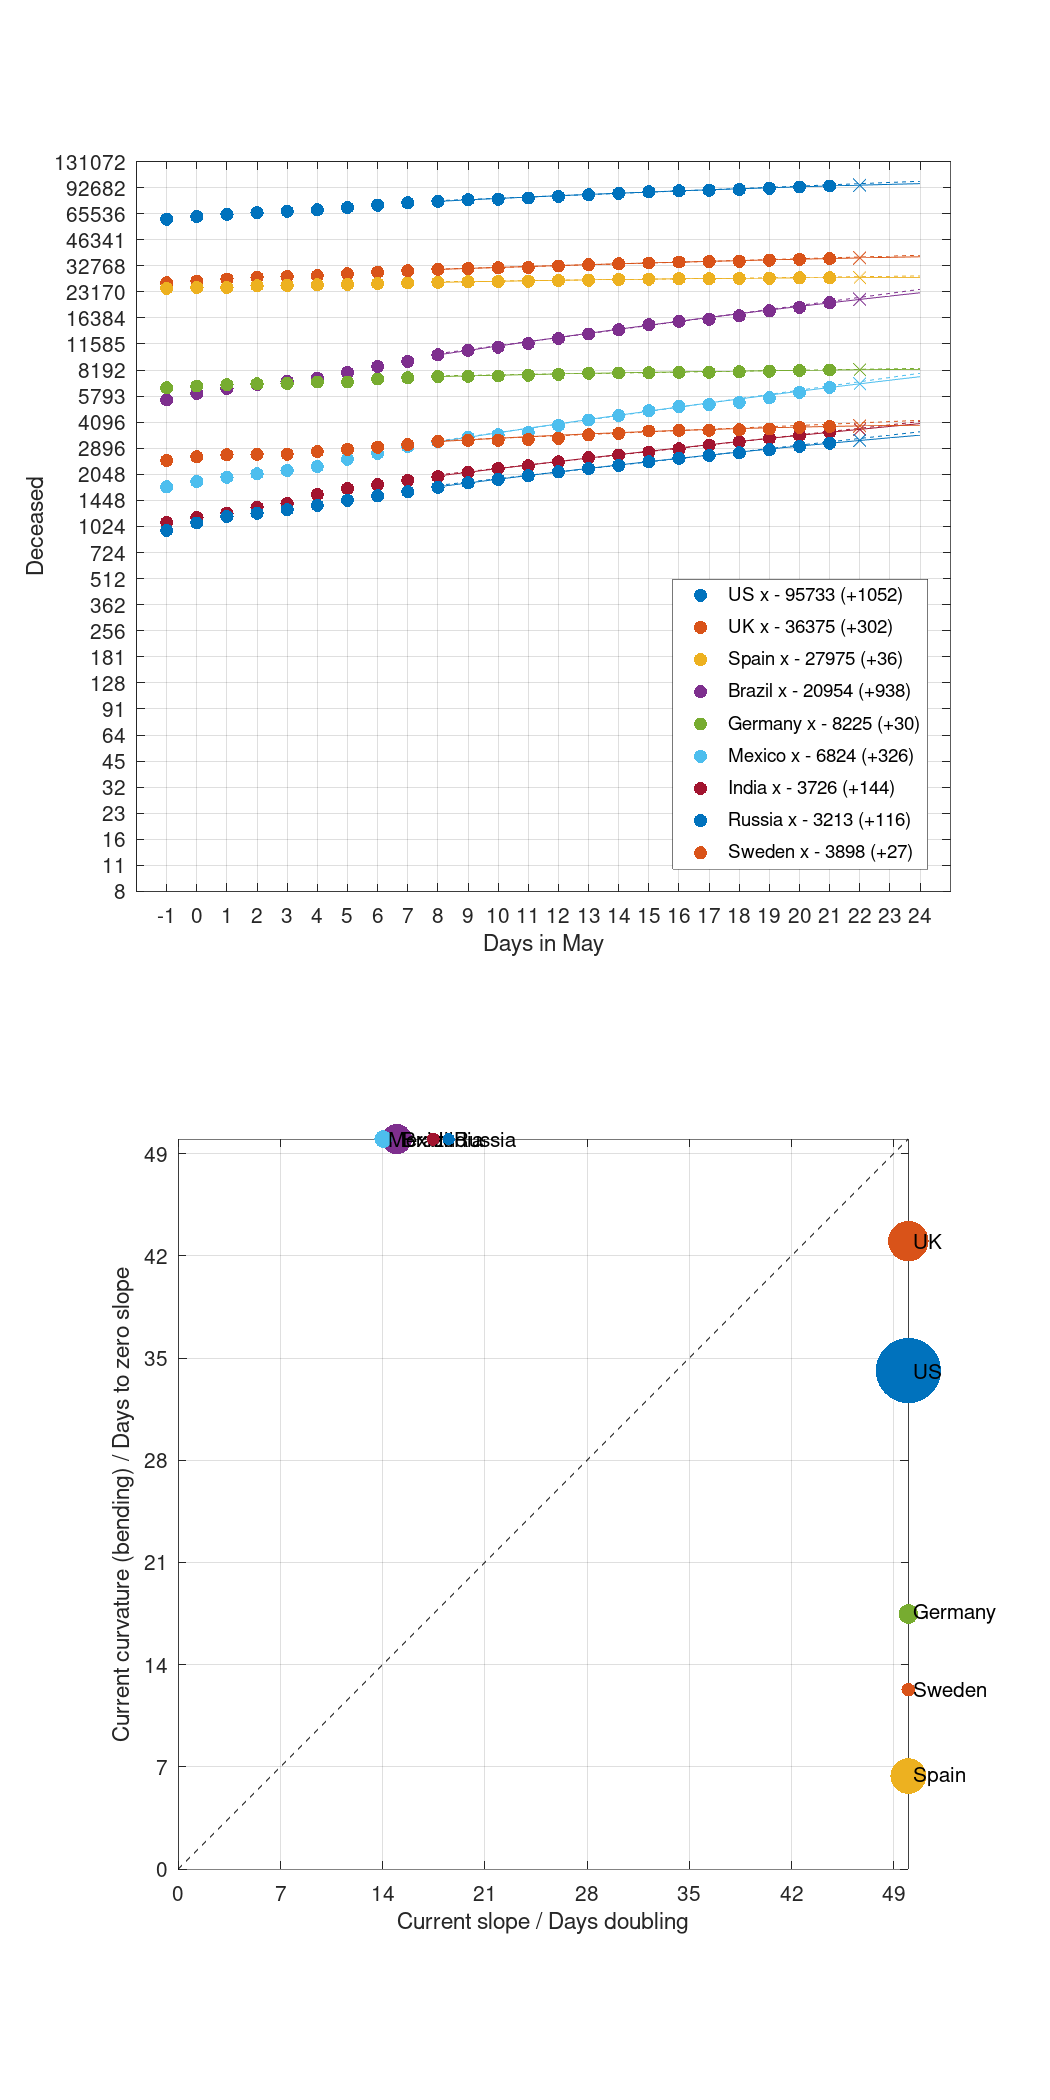 131072
92682
65536
46341
32768
23170
16384
11585
8192
5793
4096
2896
2048
1448
1024
724
512
362
256
181
128
91
64
45
32
23
16
11
8
Deceased
US x - 95733 (+1052)
UK x - 36375 (+302)
Spain x - 27975 (+36)
Brazil x - 20954 (+938)
Germany x - 8225 (+30)
Mexico x - 6824 (+326)
India x - 3726 (+144)
Russia x - 3213 (+116)
Sweden x - 3898 (+27)
-1 0 1 2 3 4 5 6 7 8 9 10 11 12 13 14 15 16 17 18 19 20 21 22 23 24
Days in May
Mexico Brazil India Russia
49
42
35
28
21
14
7
0
Current curvature (bending) / Days to zero slope
UK
US
Germany
Sweden
Spain
0 7 14 21 28 35 42 49
Current slope / Days doubling